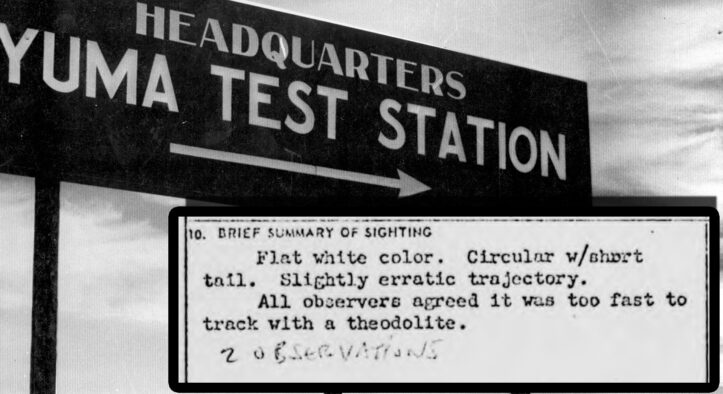 HEADQUARTERS
YUMA TEST STATION
10. BRIEF SUMMARY OF SIGHTING
Flat white color. Circular w/short
tail. Slightly erratic trajectory.
All observers agreed it was too fast to
track with a theodolite.
2 OBSERVATIONS